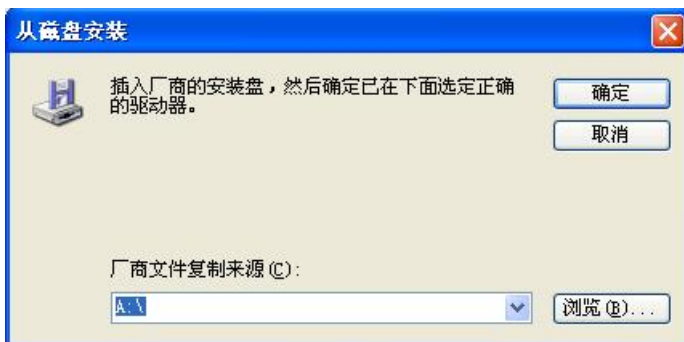 从磁盘安装
插入厂商的安装盘，然后确定已在下面选定正确
的驱动器。
确定
取消
厂商文件复制来源(C):
A:\
浏览(B)...